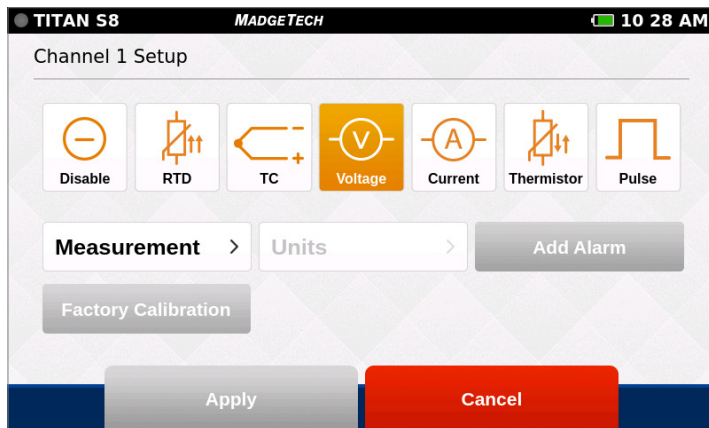 TITAN S8 MADGETECH 10 28 AM
Channel 1 Setup
Disable RTD TC Voltage Current Thermistor Pulse
Measurement > Units > Add Alarm
Factory Calibration
Apply Cancel